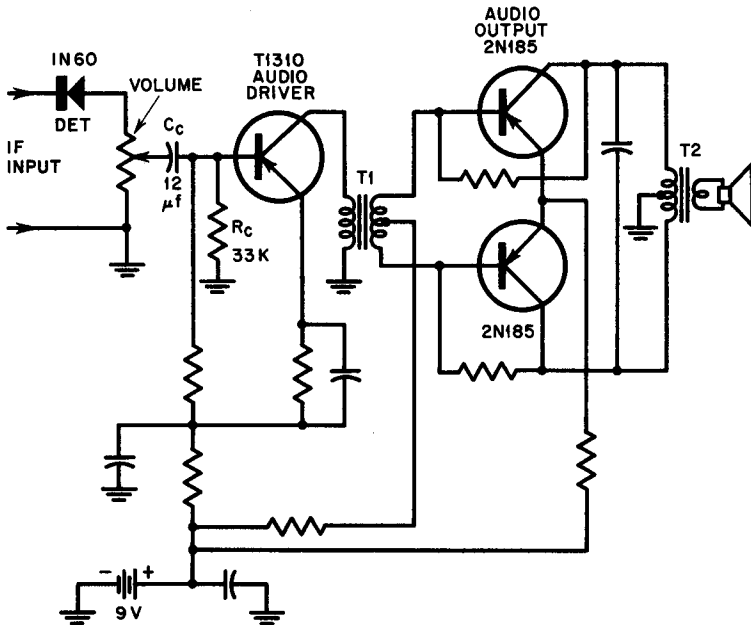 AUDIO
OUTPUT
2N185
IN60
VOLUME
T1310
AUDIO
DRIVER
DET
IF
INPUT
CC
12
μf
RC
33K
T1
T2
2N185
- +
9V